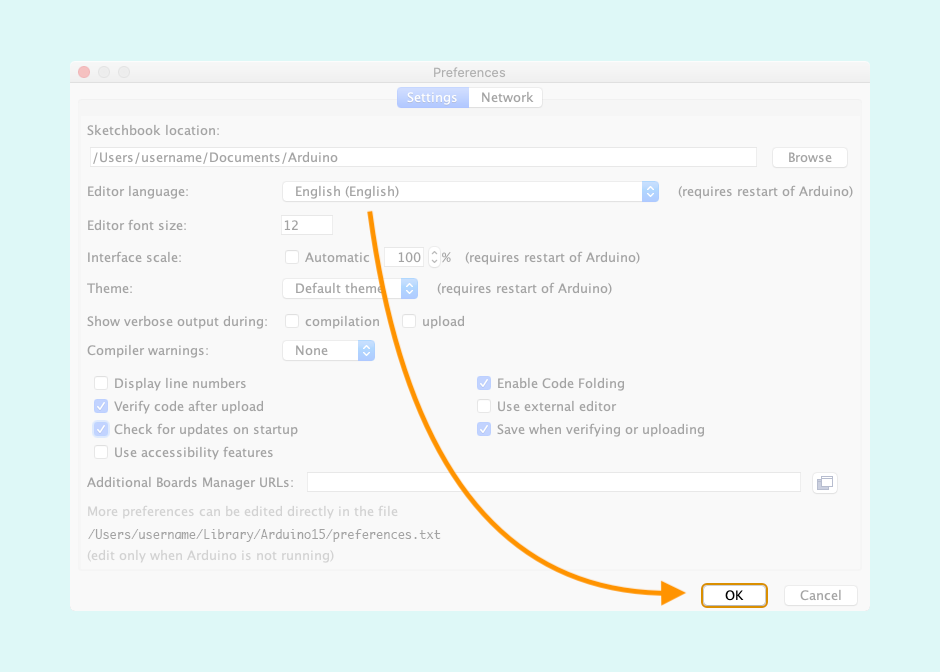 Preferences
Settings Network
Sketchbook location:
/Users/username/Documents/Arduino Browse
Editor language: English (English) (requires restart of Arduino)
Editor font size: 12
Interface scale: Automatic 100 % (requires restart of Arduino)
Theme: Default theme (requires restart of Arduino)
Show verbose output during: compilation upload
Compiler warnings: None
Display line numbers Enable Code Folding
Verify code after upload Use external editor
Check for updates on startup Save when verifying or uploading
Use accessibility features
Additional Boards Manager URLs:
More preferences can be edited directly in the file
/Users/username/Library/Arduino15/preferences.txt
(edit only when Arduino is not running)
OK Cancel